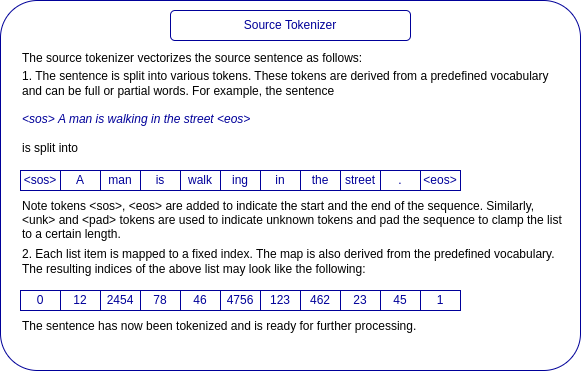 Source Tokenizer
The source tokenizer vectorizes the source sentence as follows:
1. The sentence is split into various tokens. These tokens are derived from a predefined vocabulary
and can be full or partial words. For example, the sentence
<sos> A man is walking in the street <eos>
is split into
<sos> A man is walk ing in the street . <eos>
Note tokens <sos>, <eos> are added to indicate the start and the end of the sequence. Similarly,
<unk> and <pad> tokens are used to indicate unknown tokens and pad the sequence to clamp the list
to a certain length.
2. Each list item is mapped to a fixed index. The map is also derived from the predefined vocabulary.
The resulting indices of the above list may look like the following:
0 12 2454 78 46 4756 123 462 23 45 1
The sentence has now been tokenized and is ready for further processing.